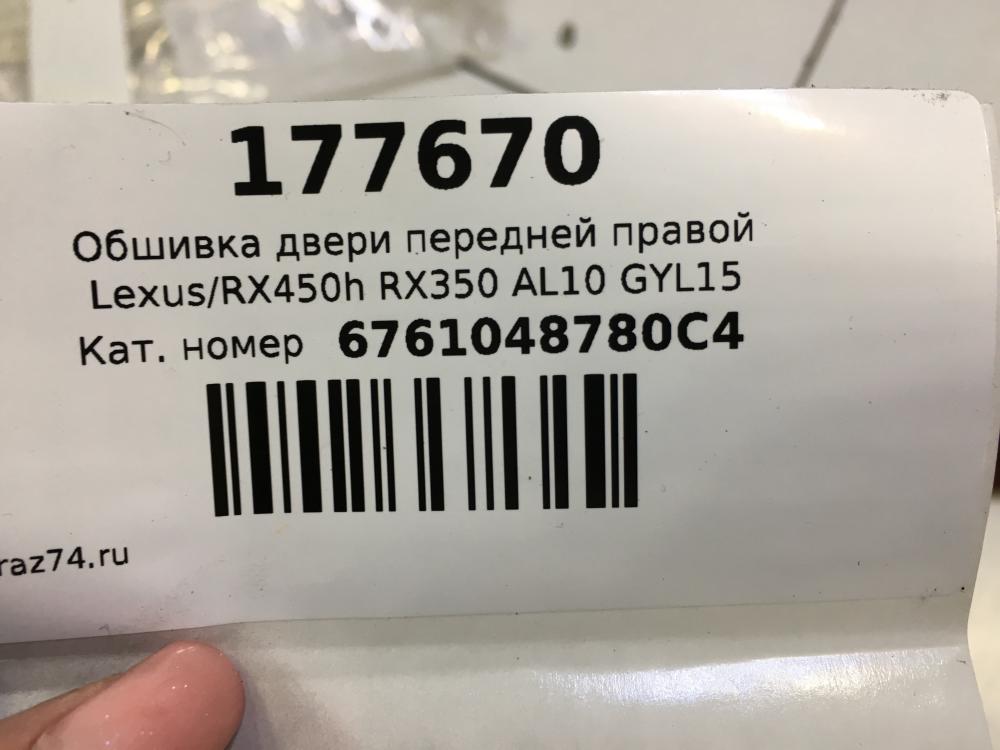 177670
Обшивка двери передней правой
Lexus/RX450h RX350 AL10 GYL15
Кат. номер 6761048780C4
raz74.ru